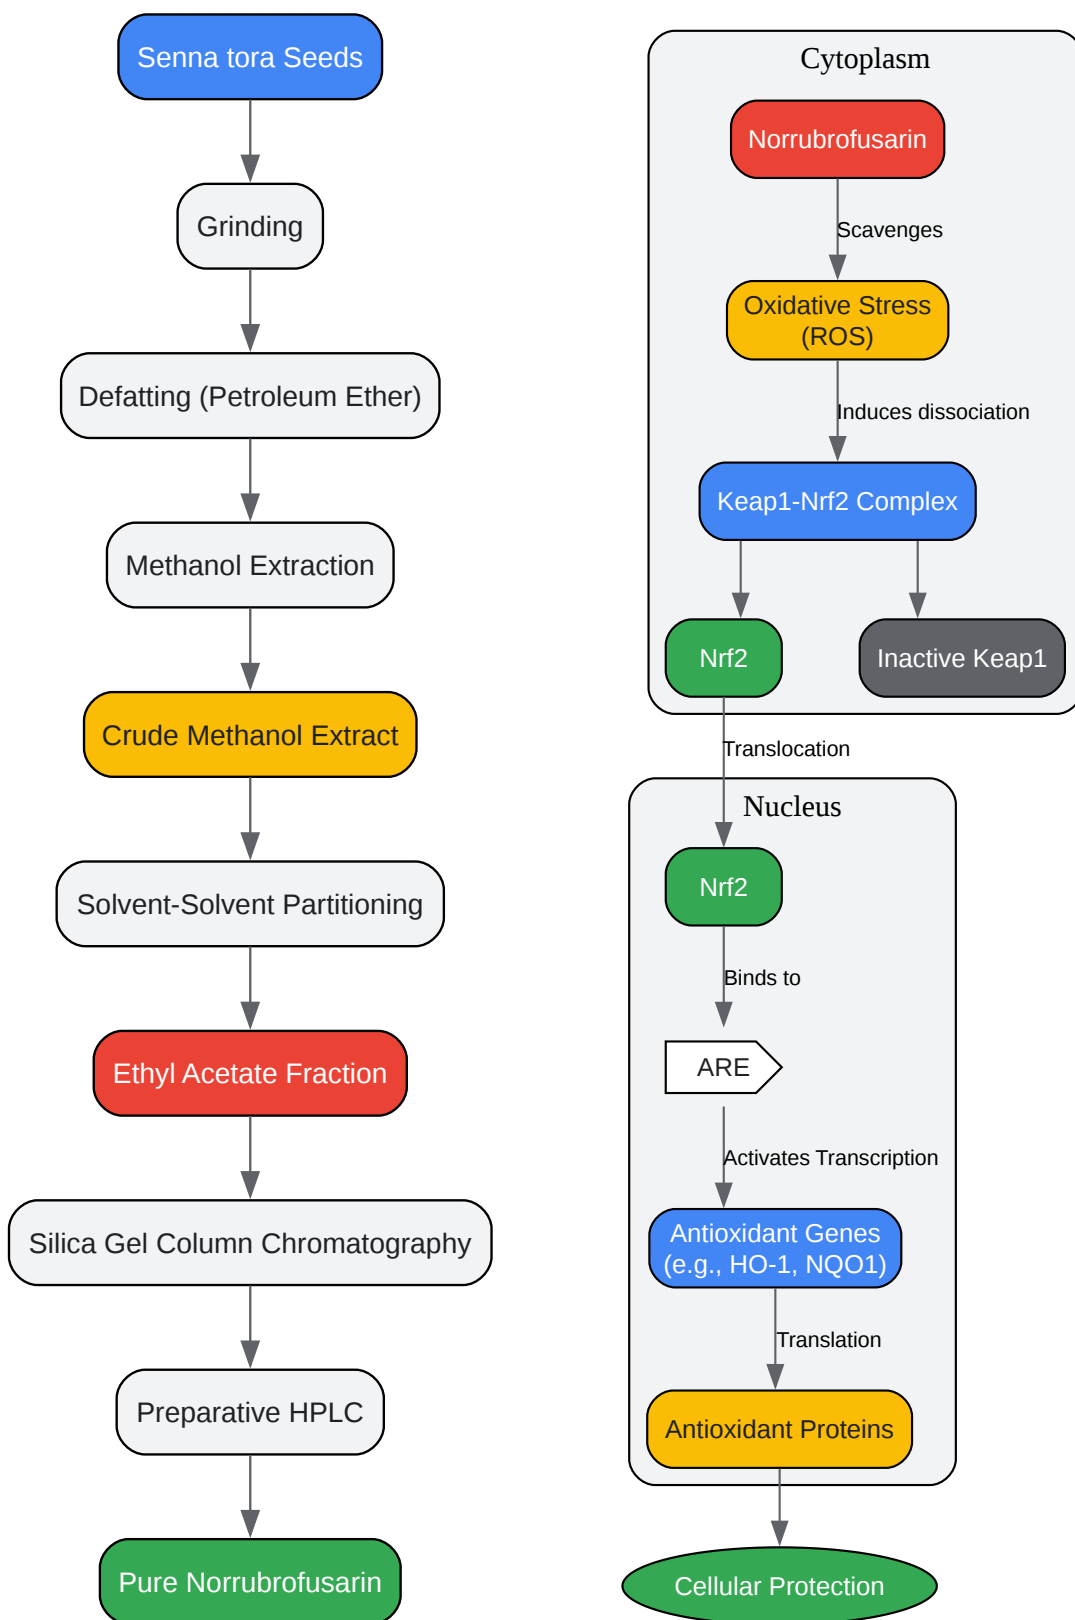 Senna tora Seeds
Grinding
Defatting (Petroleum Ether)
Methanol Extraction
Crude Methanol Extract
Solvent-Solvent Partitioning
Ethyl Acetate Fraction
Silica Gel Column Chromatography
Preparative HPLC
Pure Norrubrofusarin
Cytoplasm
Norrubrofusarin
Scavenges
Oxidative Stress
(ROS)
Induces dissociation
Keap1-Nrf2 Complex
Nrf2
Inactive Keap1
Translocation
Nucleus
Nrf2
Binds to
ARE
Activates Transcription
Antioxidant Genes
(e.g., HO-1, NQO1)
Translation
Antioxidant Proteins
Cellular Protection